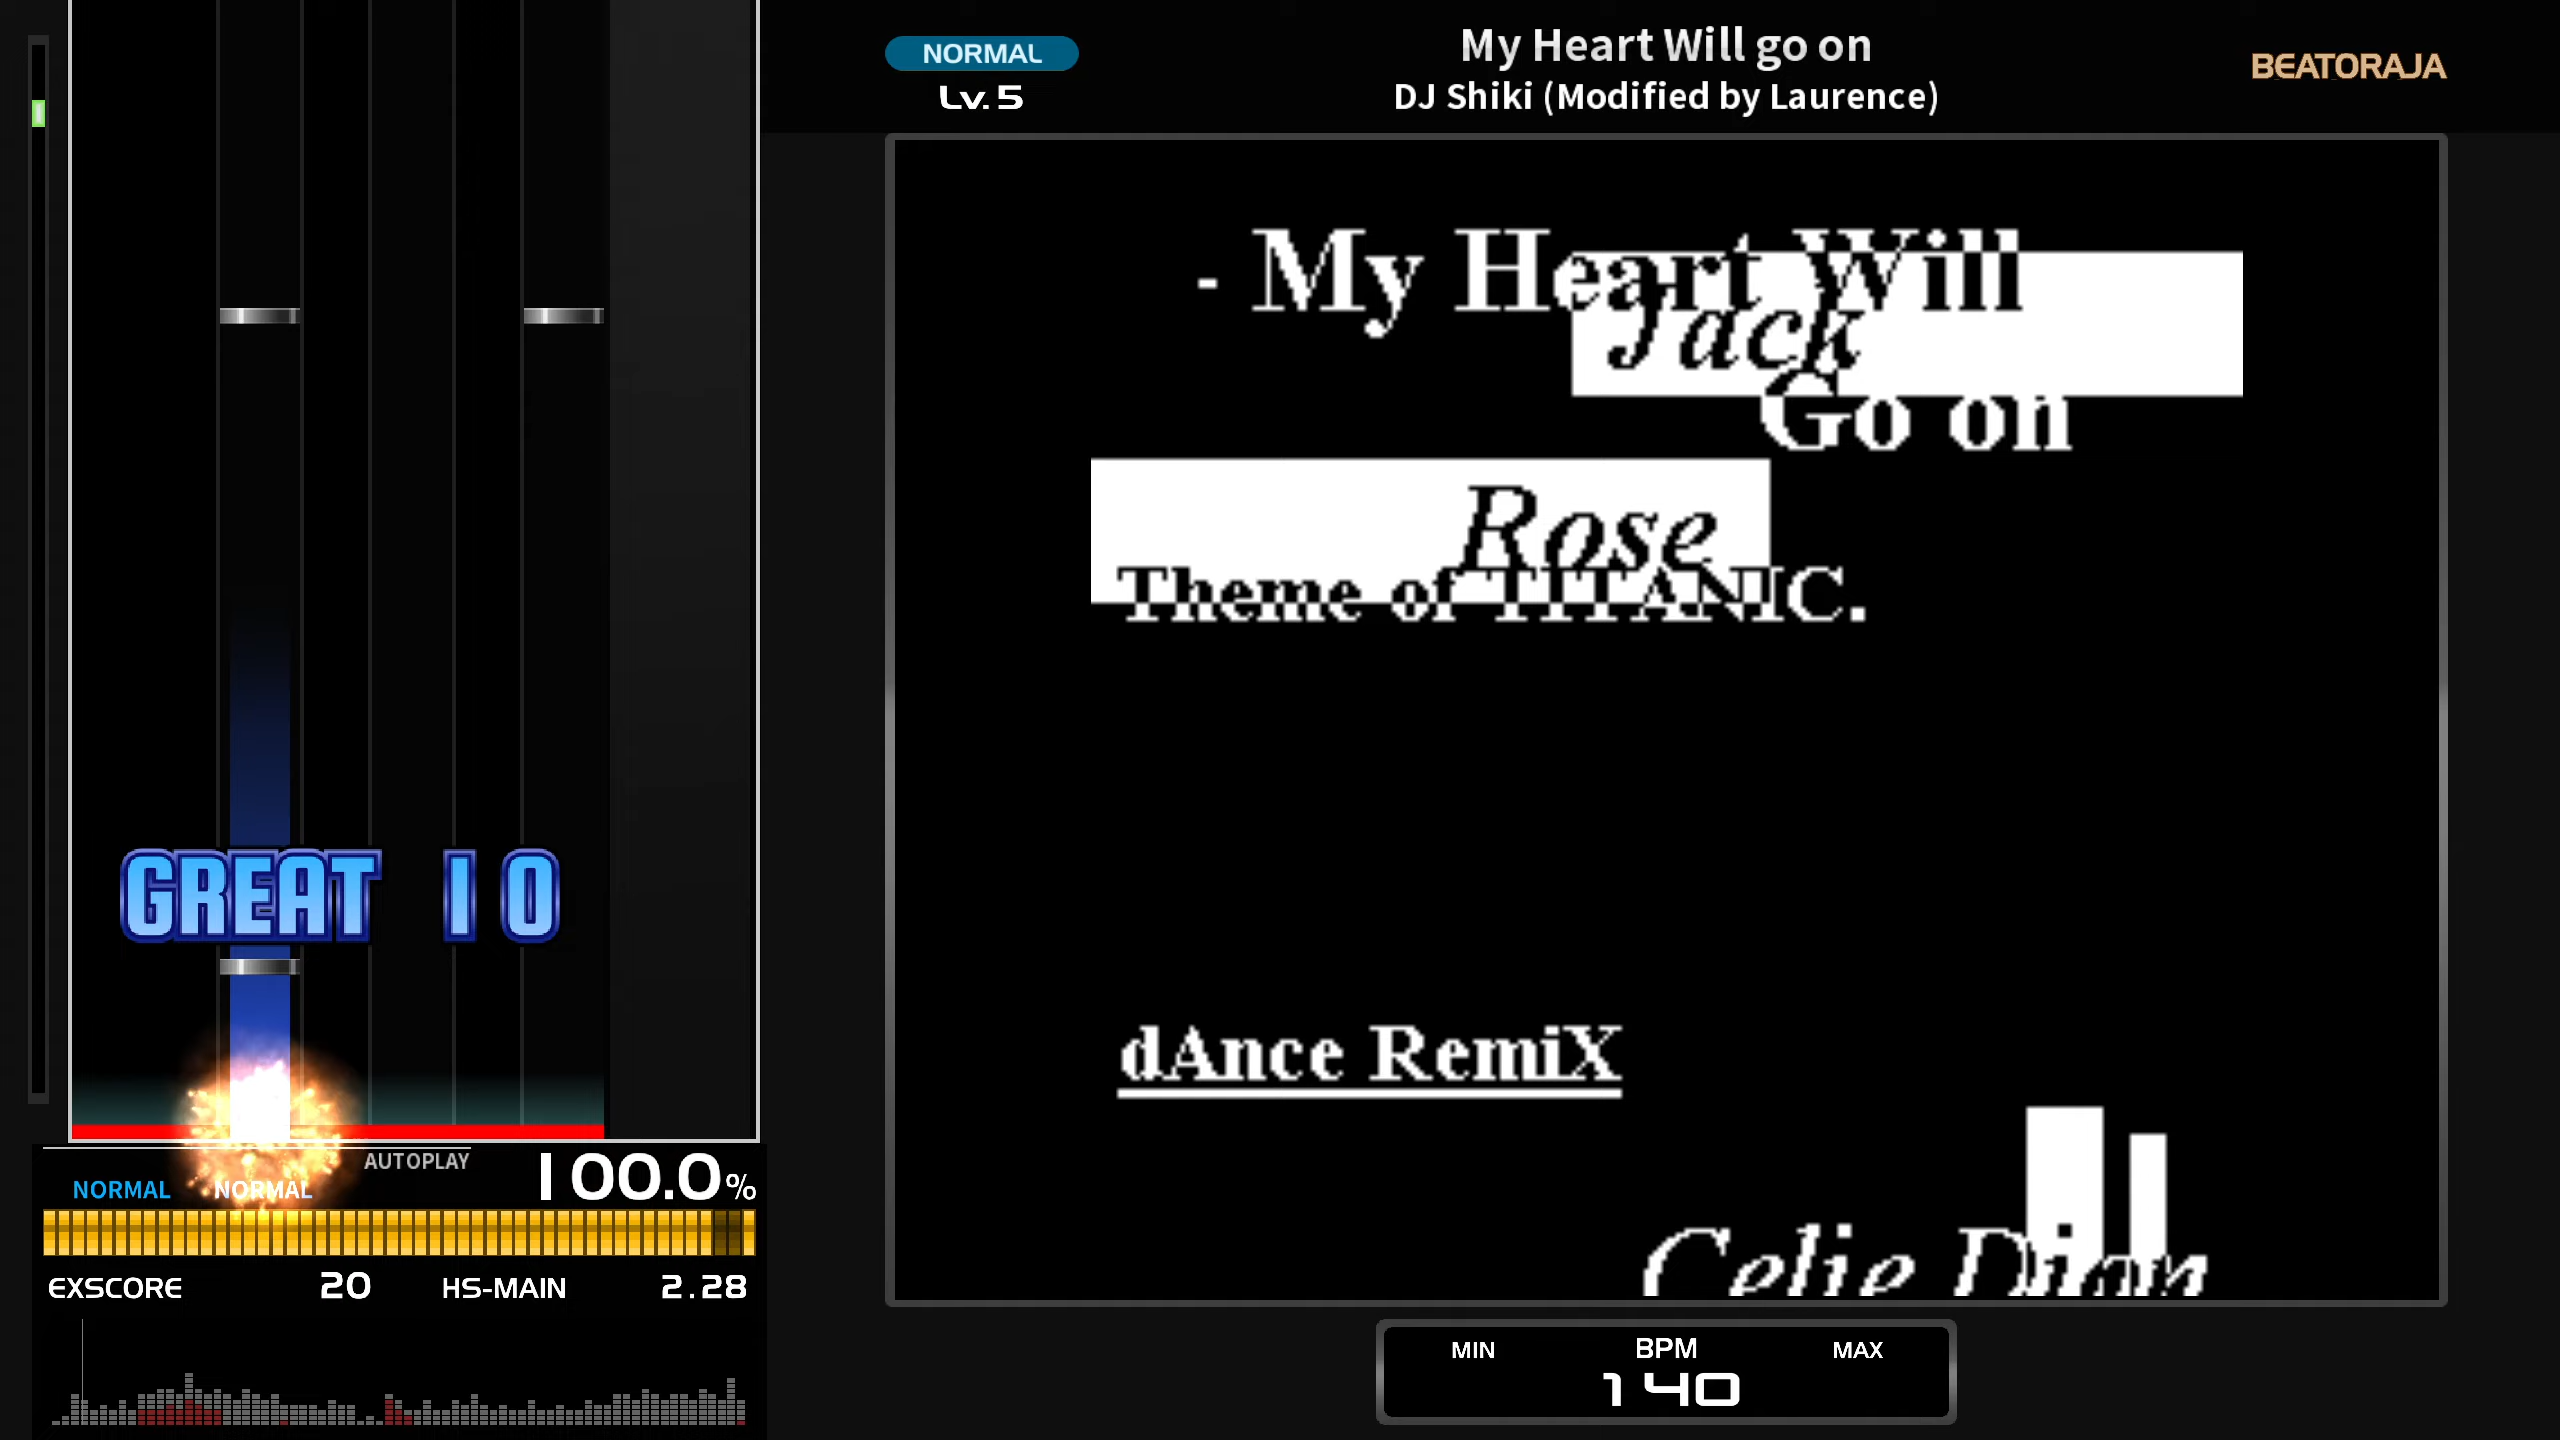 NORMAL
Lv. 5
My Heart Will go on
DJ Shiki (Modified by Laurence)
BEATORAJA
- My Heart Will
Jack
Go on
Rose
Theme of TITANIC.
dAnce RemiX
Celie Dion
GREAT 10
AUTOPLAY
NORMAL NORMAL
100.0%
EXSCORE 20 HS-MAIN 2.28
MIN BPM MAX
140